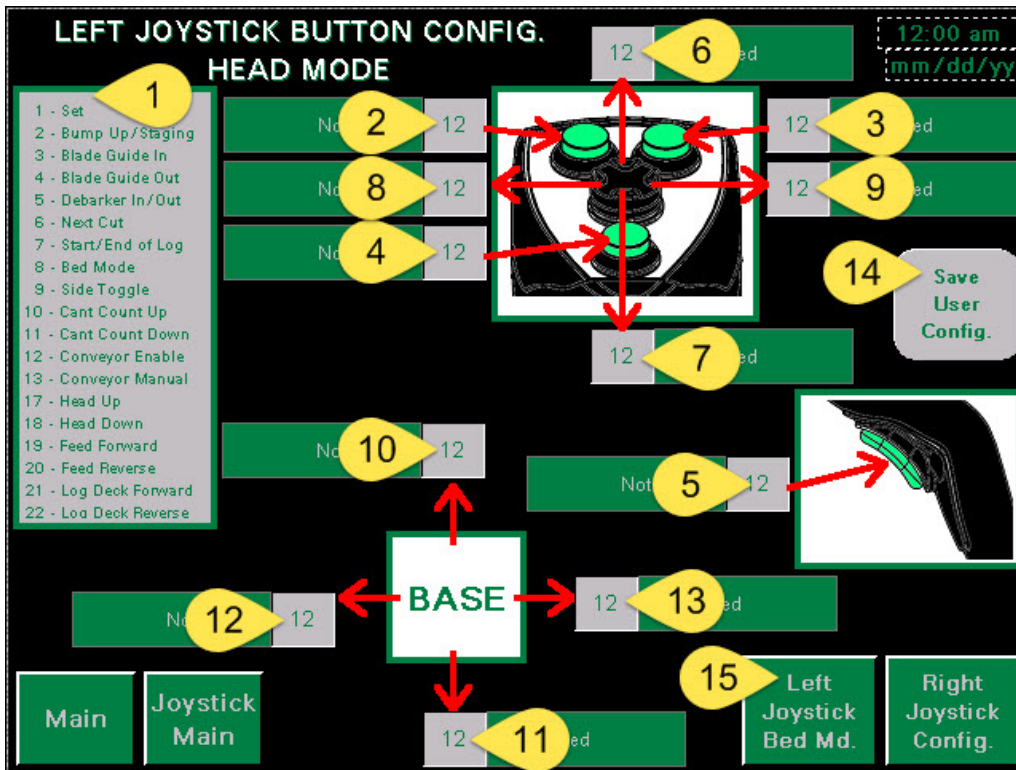 LEFT JOYSTICK BUTTON CONFIG.
HEAD MODE
12:00 am
mm/dd/yy
1
1 - Set
2 - Bump Up/Staging
3 - Blade Guide In
4 - Blade Guide Out
5 - Debarker In/Out
6 - Next Cut
7 - Start/End of Log
8 - Bed Mode
9 - Side Toggle
10 - Cant Count Up
11 - Cant Count Down
12 - Conveyor Enable
13 - Conveyor Manual
17 - Head Up
18 - Head Down
19 - Feed Forward
20 - Feed Reverse
21 - Log Deck Forward
22 - Log Deck Reverse
12 6
2 12
12 3
8 12
12 9
4 12
12 7
14
Save
User
Config.
10 12
Not 5 12
BASE
12 12
12 13
12 11
Main
Joystick
Main
15
Left
Joystick
Bed Md.
Right
Joystick
Config.